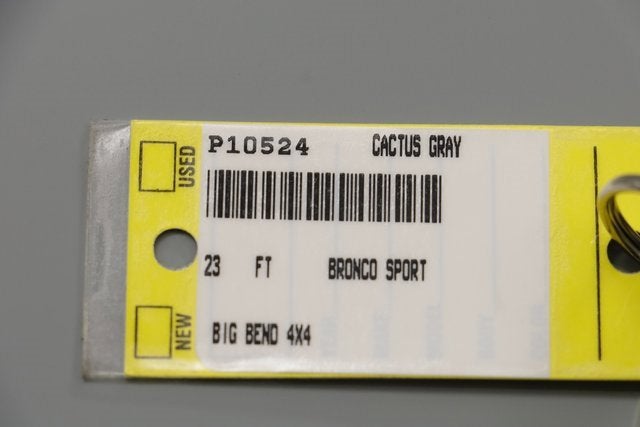 P10524 CACTUS GRAY
USED
23 FT BRONCO SPORT
NEW
BIG BEND 4X4